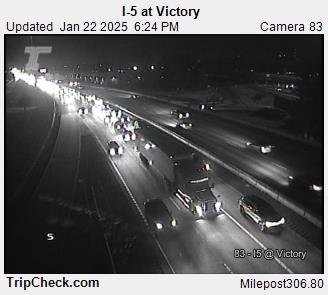 I-5 at Victory
Updated Jan 22 2025 6:24 PM Camera 83
S
83 - I5 @ Victory
TripCheck.com Milepost306.80